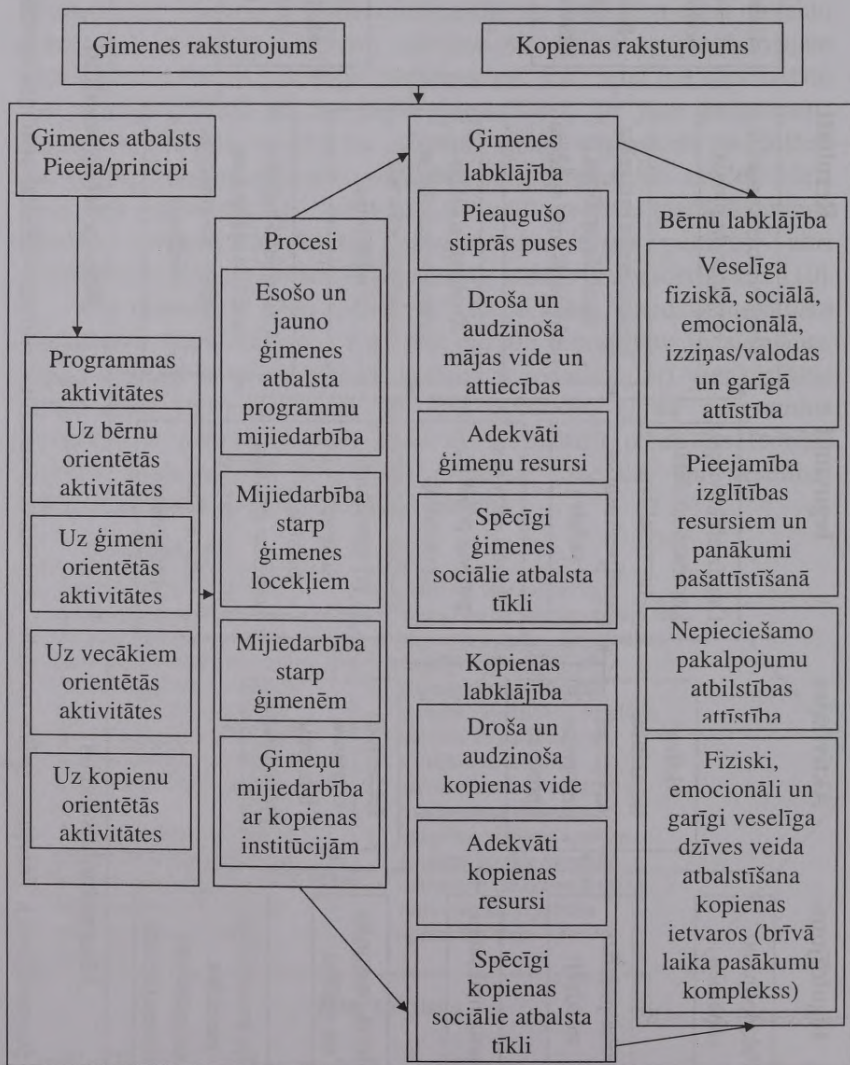 Ģimenes raksturojums
Kopienas raksturojums
Ģimenes atbalsts
Pieeja/principi
Programmas
aktivitātes
Uz bērnu
orientētās
aktivitātes
Uz ģimeni
orientētās
aktivitātes
Uz vecākiem
orientētās
aktivitātes
Uz kopienu
orientētās
aktivitātes
Procesi
Esošo un
jauno
ģimenes
atbalsta
programmu
mijiedarbība
Mijiedarbība
starp
ģimenes
locekļiem
Mijiedarbība
starp
ģimenēm
Ģimeņu
mijiedarbība
ar kopienas
institūcijām
Ģimenes
labklājība
Pieaugušo
stiprās puses
Droša un
audzinoša
mājas vide un
attiecības
Adekvāti
ģimeņu resursi
Spēcīgi
ģimenes
sociālie atbalsta
tīkli
Kopienas
labklājība
Droša un
audzinoša
kopienas vide
Adekvāti
kopienas
resursi
Spēcīgi
kopienas
sociālie atbalsta
tīkli
Bērnu labklājība
Veselīga
fiziskā, sociālā,
emocionālā,
izziņas/valodas
un garīgā
attīstība
Pieejamība
izglītības
resursiem un
panākumi
pašattīstīšanā
Nepieciešamo
pakalpojumu
atbilstības
attīstība
Fiziski,
emocionāli un
garīgi veselīga
dzīves veida
atbalstīšana
kopienas
ietvaros (brīvā
laika pasākumu
komplekss)